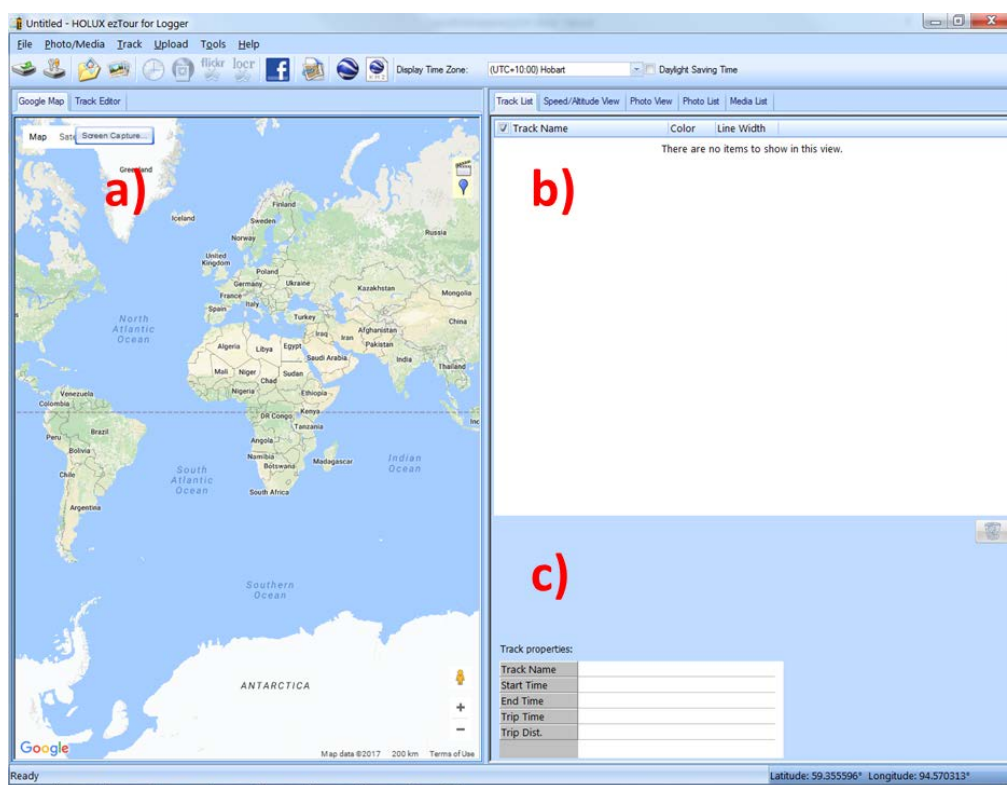 Untitled - HOLUX ezTour for Logger
File Photo/Media Track Upload Tools Help
flickr locr f KMZ Display Time Zone: (UTC+10:00) Hobart Daylight Saving Time
Google Map Track Editor
Track List Speed/Altitude View Photo View Photo List Media List
Map Sate Screen Capture...
Track Name Color Line Width
There are no items to show in this view.
Greenland
a)
b)
Iceland
Finland
Sweden
Norway
Russia
United
Kingdom
Poland
Germany
Ukraine
France
Kazakhstan
Mongolia
Spain
Italy
Turkey
China
North
Atlantic
Ocean
Iraq
Iran
Afghanistan
Pakistan
Algeria
Libya
Egypt
Saudi Arabia
India
Thailand
Mali
Niger
Chad
Sudan
Nigeria
Ethiopia
Venezuela
Colombia
DR Congo
Kenya
Tanzania
Peru
Brazil
Bolivia
Angola
Namibia
Botswana
Madagascar
Indian
Ocean
South
Atlantic
Ocean
Chile
South Africa
Argentina
c)
Southern
Ocean
ANTARCTICA
Google
Map data ©2017 200 km Terms of Use
Track properties:
Track Name
Start Time
End Time
Trip Time
Trip Dist.
Ready
Latitude: 59.355596° Longitude: 94.570313°